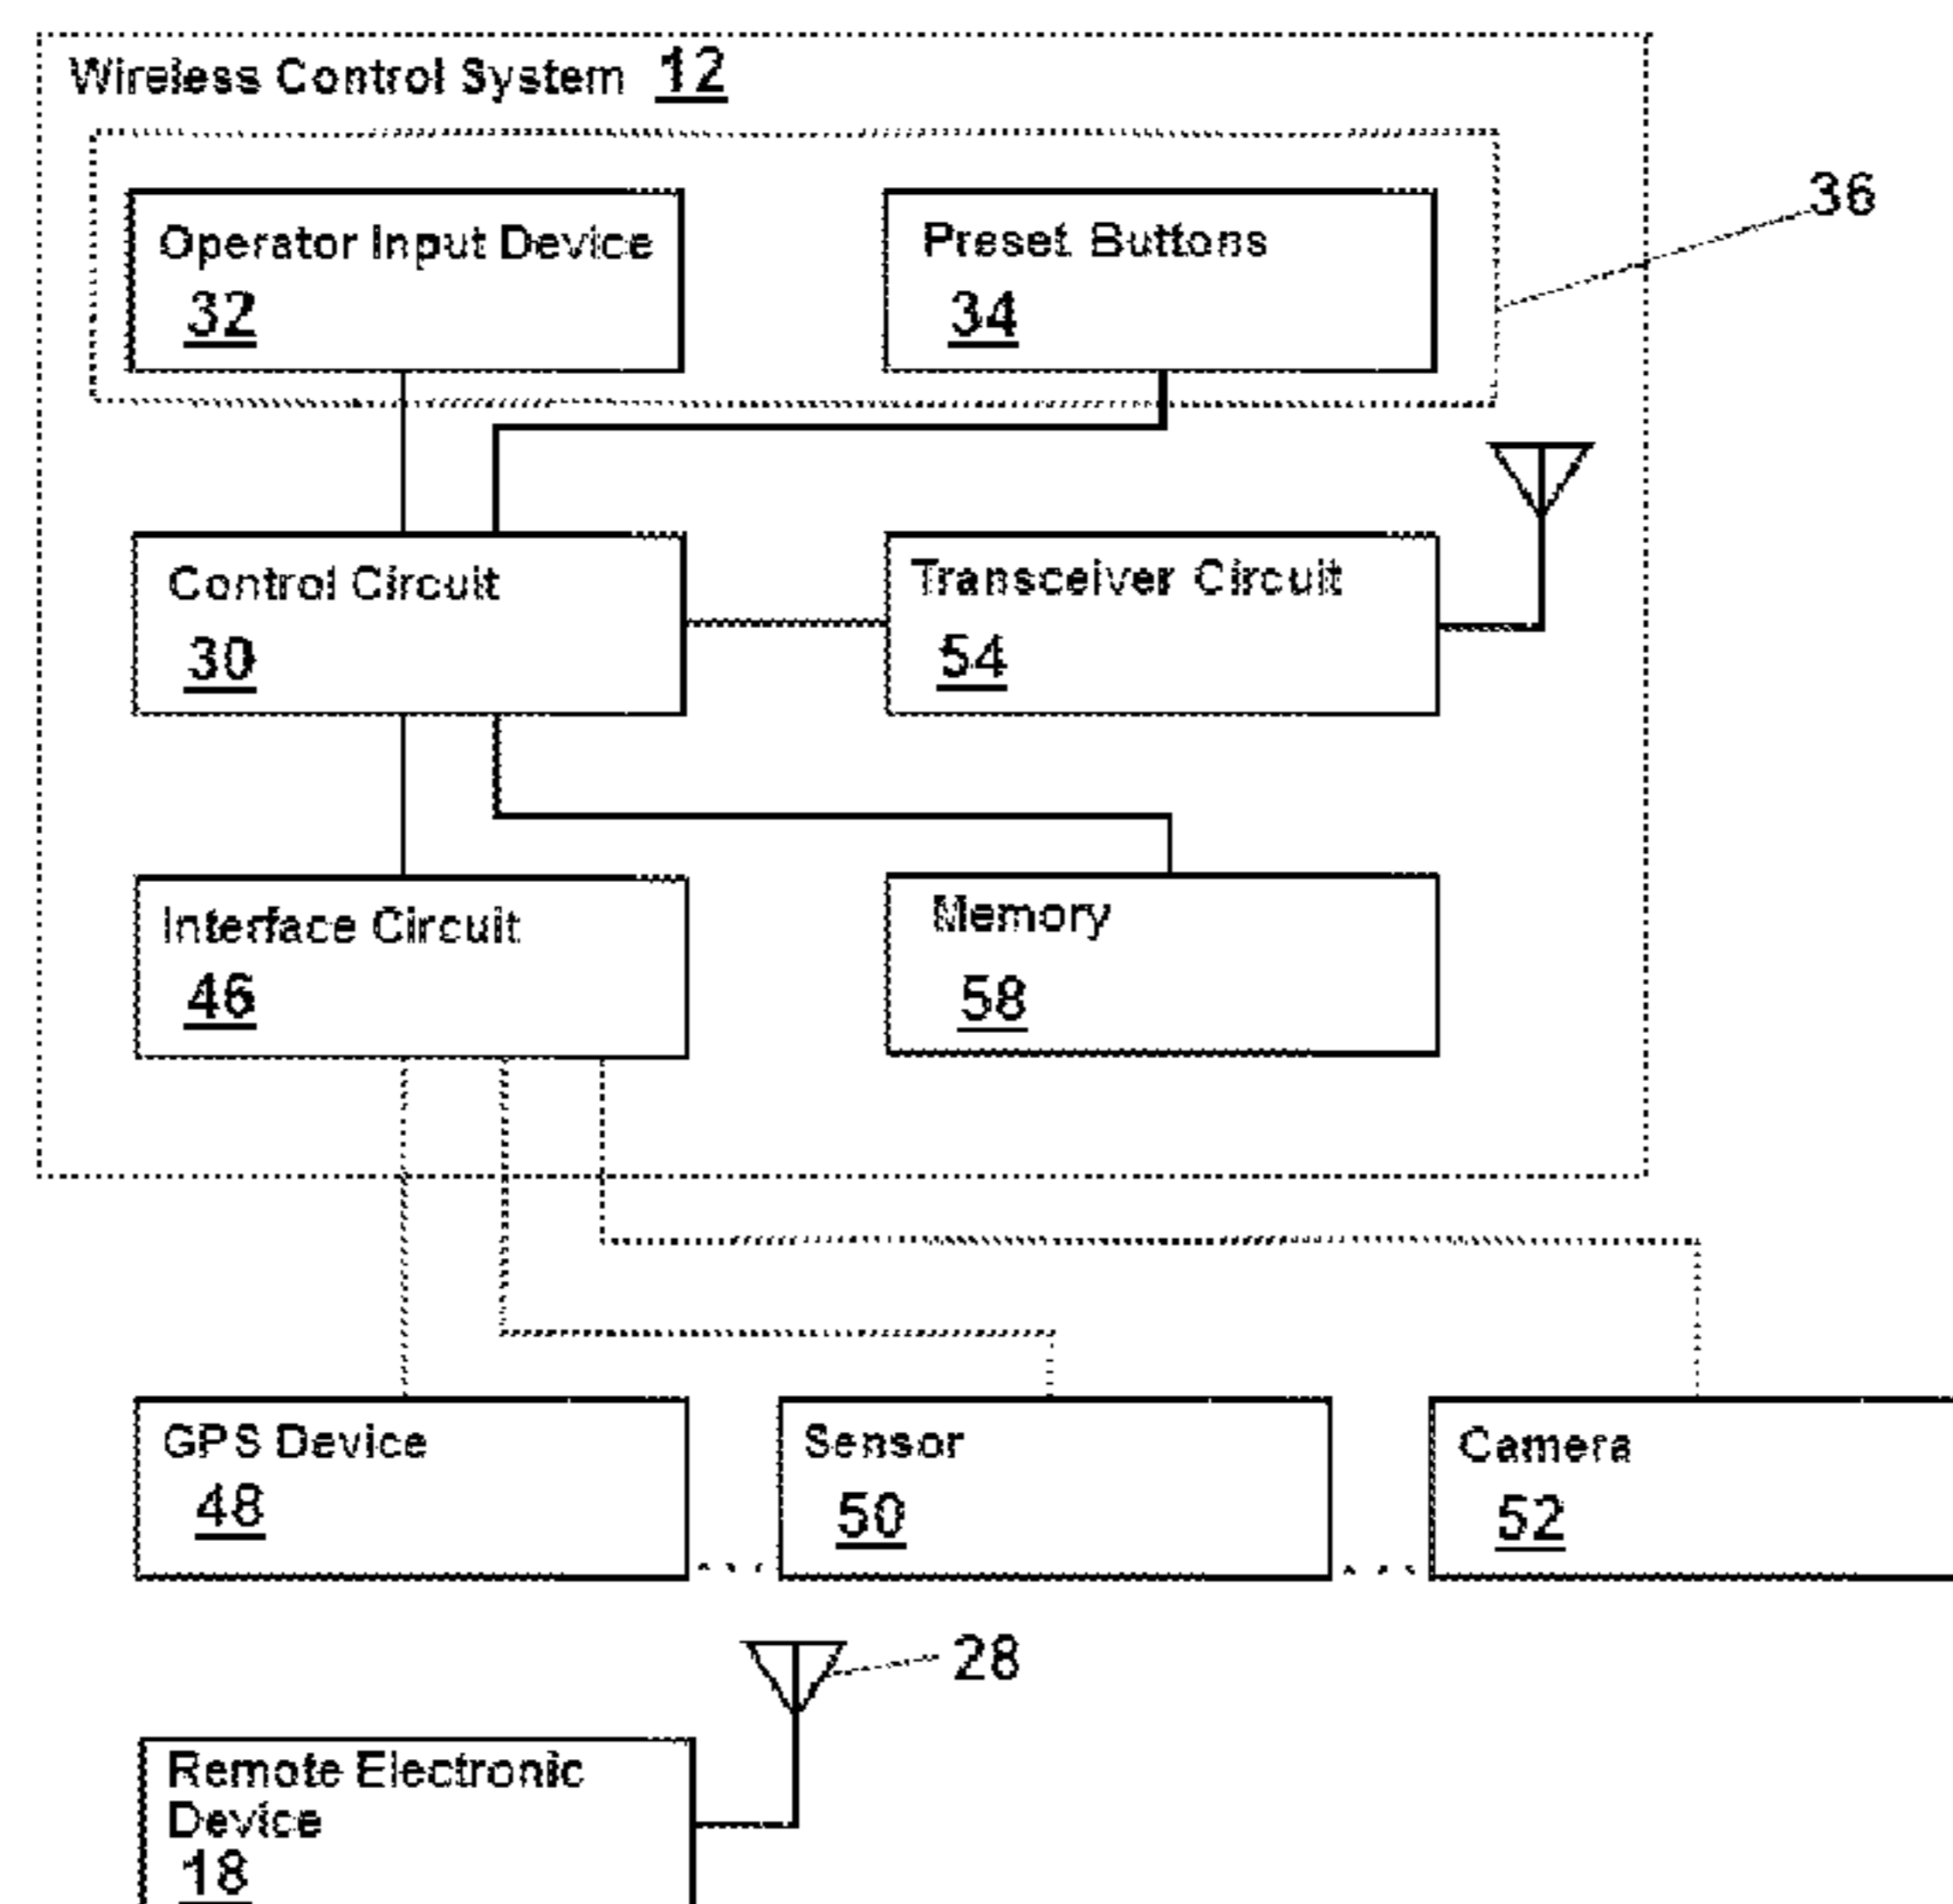 Wireless Control System 12
36
Operator Input Device
32
Preset Buttons
34
Control Circuit
30
Transceiver Circuit
54
Interface Circuit
46
Memory
58
GPS Device
48
Sensor
50
Camera
52
28
Remote Electronic
Device
18